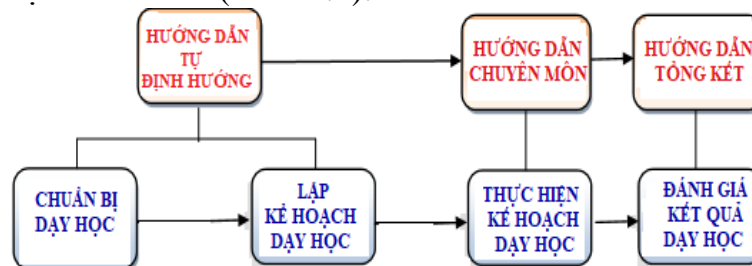 HƯỚNG DẪN
TỰ
ĐỊNH HƯỚNG
HƯỚNG DẪN
CHUYÊN MÔN
HƯỚNG DẪN
TỔNG KẾT
CHUẨN BỊ
DẠY HỌC
LẬP
KẾ HOẠCH
DẠY HỌC
THỰC HIỆN
KẾ HOẠCH
DẠY HỌC
ĐÁNH GIÁ
KẾT QUẢ
DẠY HỌC